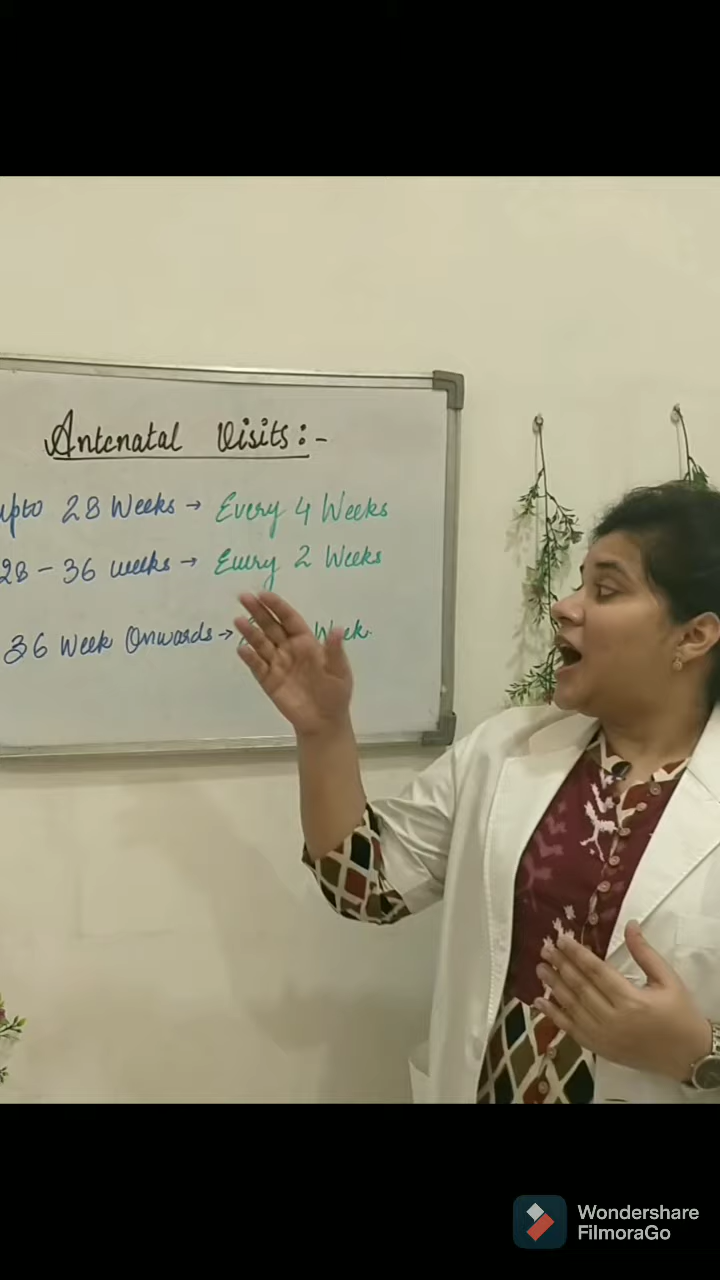 Antenatal Visits:-
upto 28 Weeks → Every 4 Weeks
28 - 36 weeks → Every 2 Weeks
36 Week Onwards → Week.
Wondershare
FilmoraGo